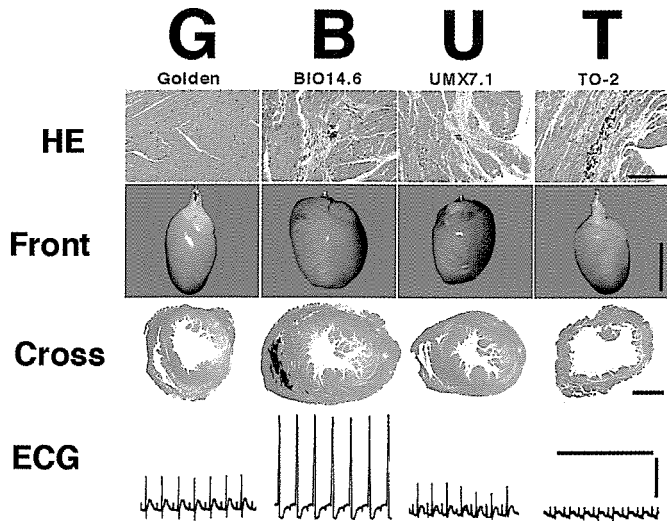 G B U T
Golden BIO14.6 UMX7.1 TO-2
HE
Front
Cross
ECG